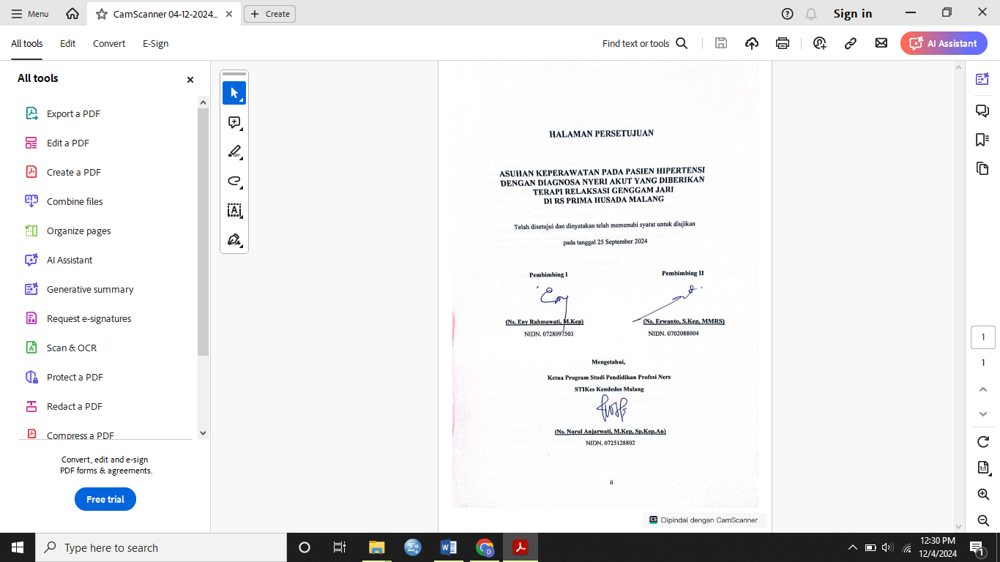 Menu
CamScanner 04-12-2024...
Create
Sign in
All tools
Edit
Convert
E-Sign
Find text or tools
AI Assistant
All tools
Export a PDF
Edit a PDF
Create a PDF
Combine files
Organize pages
AI Assistant
Generative summary
Request e-signatures
Scan & OCR
Protect a PDF
Redact a PDF
Compress a PDF
Convert, edit and e-sign
PDF forms & agreements.
Free trial
HALAMAN PERSETUJUAN
ASUHAN KEPERAWATAN PADA PASIEN HIPERTENSI
DENGAN DIAGNOSA NYERI AKUT YANG DIBERIKAN
TERAPI RELAKSASI GENGGAM JARI
DI RS PRIMA HUSADA MALANG
Telah disetujui dan dinyatakan telah memenuhi syarat untuk diujikan
pada tanggal 25 September 2024
Pembimbing I
Pembimbing II
(Ns. Eny Rahmawati, M.Kep)
(Ns. Erwanto, S.Kep, MMRS)
NIDN. 0728097503
NIDN. 0702088004
Mengetahui,
Ketua Program Studi Pendidikan Profesi Ners
STIKes Kendedes Malang
(Ns. Nurul Anjarwati, M.Kep, Sp.Kep.An)
NIDN. 0725128802
ii
CS Dipindai dengan CamScanner
1
1
1:1
Type here to search
12:30 PM
12/4/2024
1